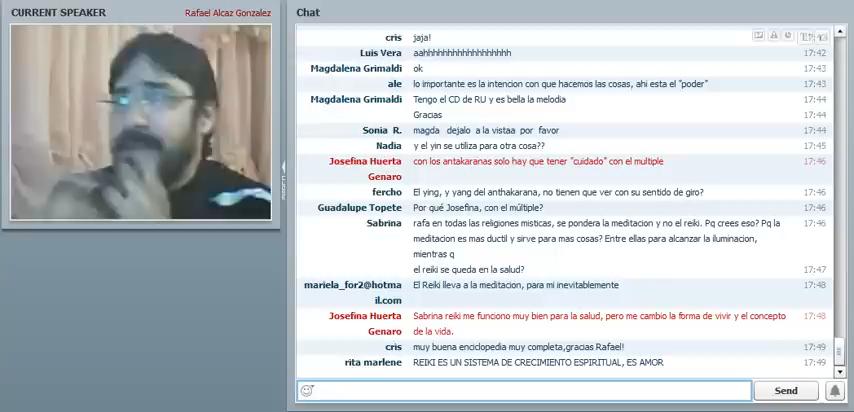 CURRENT SPEAKER Rafael Alcaz Gonzalez
Chat
cris jaja!
Luis Vera aahhhhhhhhhhhhhhhhhh 17:42
Magdalena Grimaldi ok 17:43
ale lo importante es la intencion con que hacemos las cosas, ahi esta el "poder" 17:43
Magdalena Grimaldi Tengo el CD de RU y es bella la melodia 17:44
Gracias 17:44
Sonia R. magda dejalo a la vistaa por favor 17:44
Nadia y el yin se utiliza para otra cosa?? 17:45
Josefina Huerta Genaro con los antakaranas solo hay que tener "cuidado" con el multiple 17:46
fercho El ying, y yang del anthakarana, no tienen que ver con su sentido de giro? 17:46
Guadalupe Topete Por qué Josefina, con el múltiple? 17:46
Sabrina rafa en todas las religiones misticas, se pondera la meditacion y no el reiki. Pq crees eso? Pq la 17:46
meditacion es mas ductil y sirve para mas cosas? Entre ellas para alcanzar la iluminacion,
mientras q
el reiki se queda en la salud? 17:47
mariela_for2@hotmail.com El Reiki lleva a la meditacion, para mi inevitablemente 17:48
Josefina Huerta Genaro Sabrina reiki me funciono muy bien para la salud, pero me cambio la forma de vivir y el concepto 17:48
de la vida.
cris muy buena enciclopedia muy completa,gracias Rafael! 17:49
rita marlene REIKI ES UN SISTEMA DE CRECIMIENTO ESPIRITUAL, ES AMOR 17:49
Send